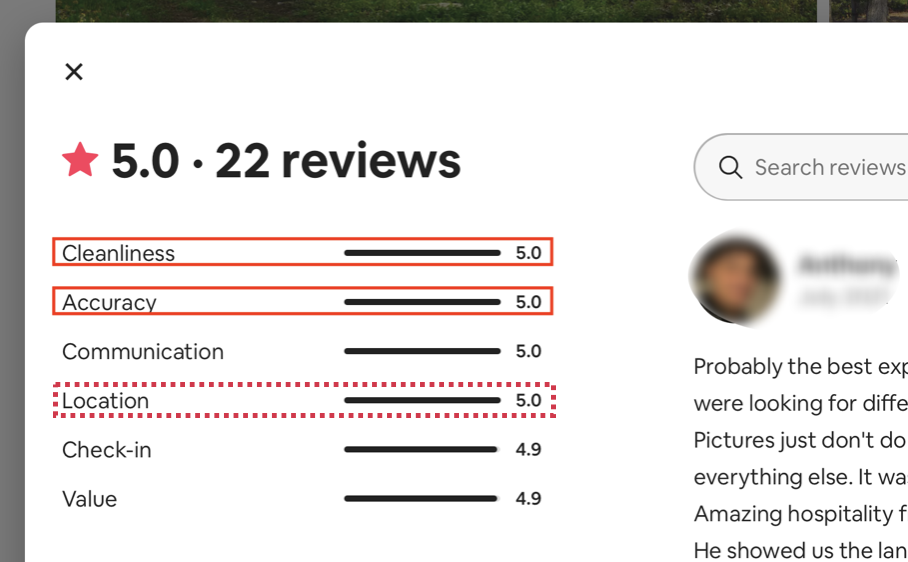 5.0 · 22 reviews
Search reviews
Cleanliness 5.0
Accuracy 5.0
Communication 5.0
Location 5.0
Check-in 4.9
Value 4.9
Probably the best exp
were looking for diffe
Pictures just don't do
everything else. It wa
Amazing hospitality f
He showed us the lan